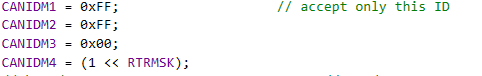 CANIDM1 = 0xFF; // accept only this ID
CANIDM2 = 0xFF;
CANIDM3 = 0x00;
CANIDM4 = (1 << RTRMSK);